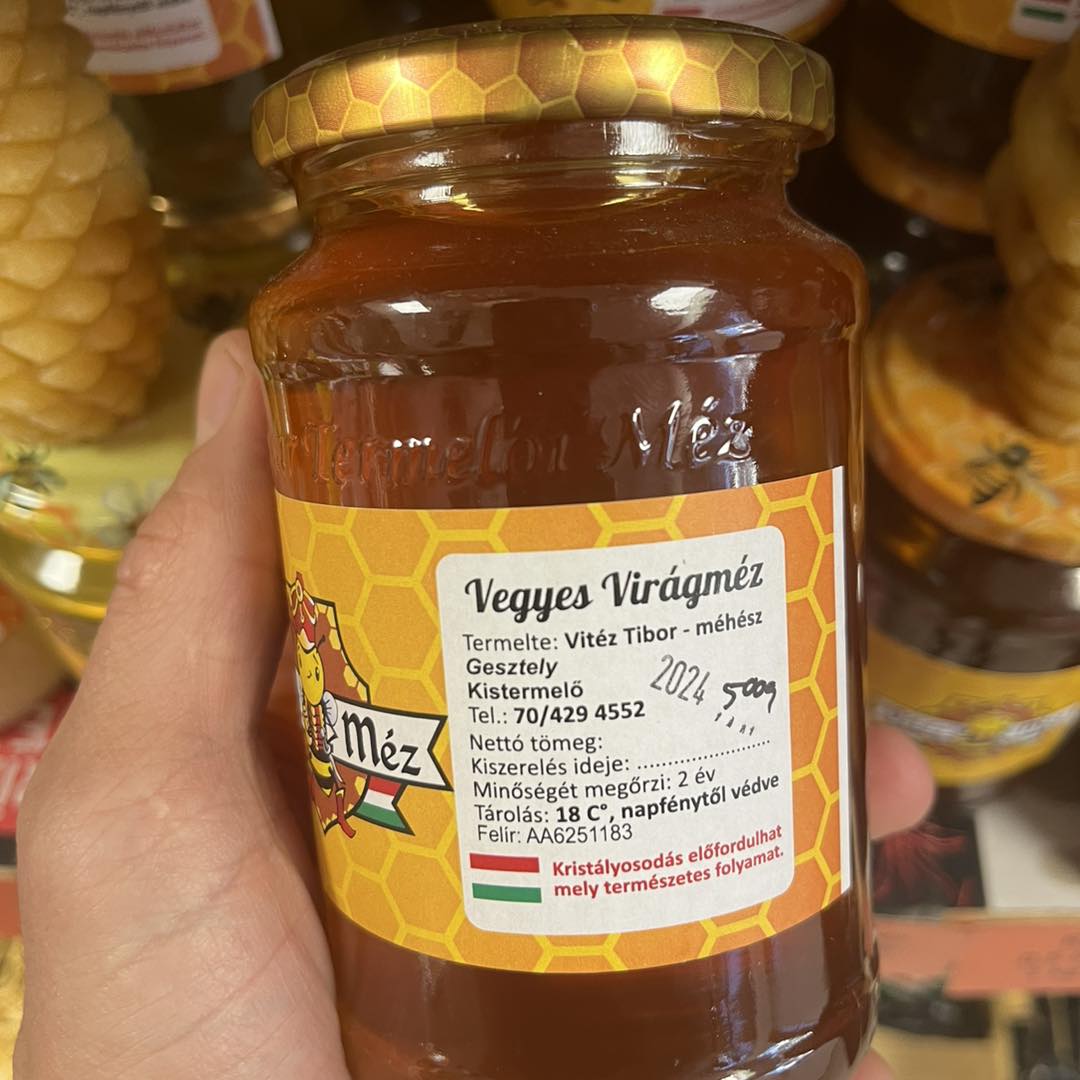 Termelői Méz
Vegyes Virágméz
Termelte: Vitéz Tibor - méhész
Gesztely
Kistermelő
2024 500g
Tel.: 70/429 4552
Nettó tömeg:
Kiszerelés ideje: ........................
Minőségét megőrzi: 2 év
Tárolás: 18 C°, napfénytől védve
Felír: AA6251183
Kristályosodás előfordulhat
mely természetes folyamat.
Méz